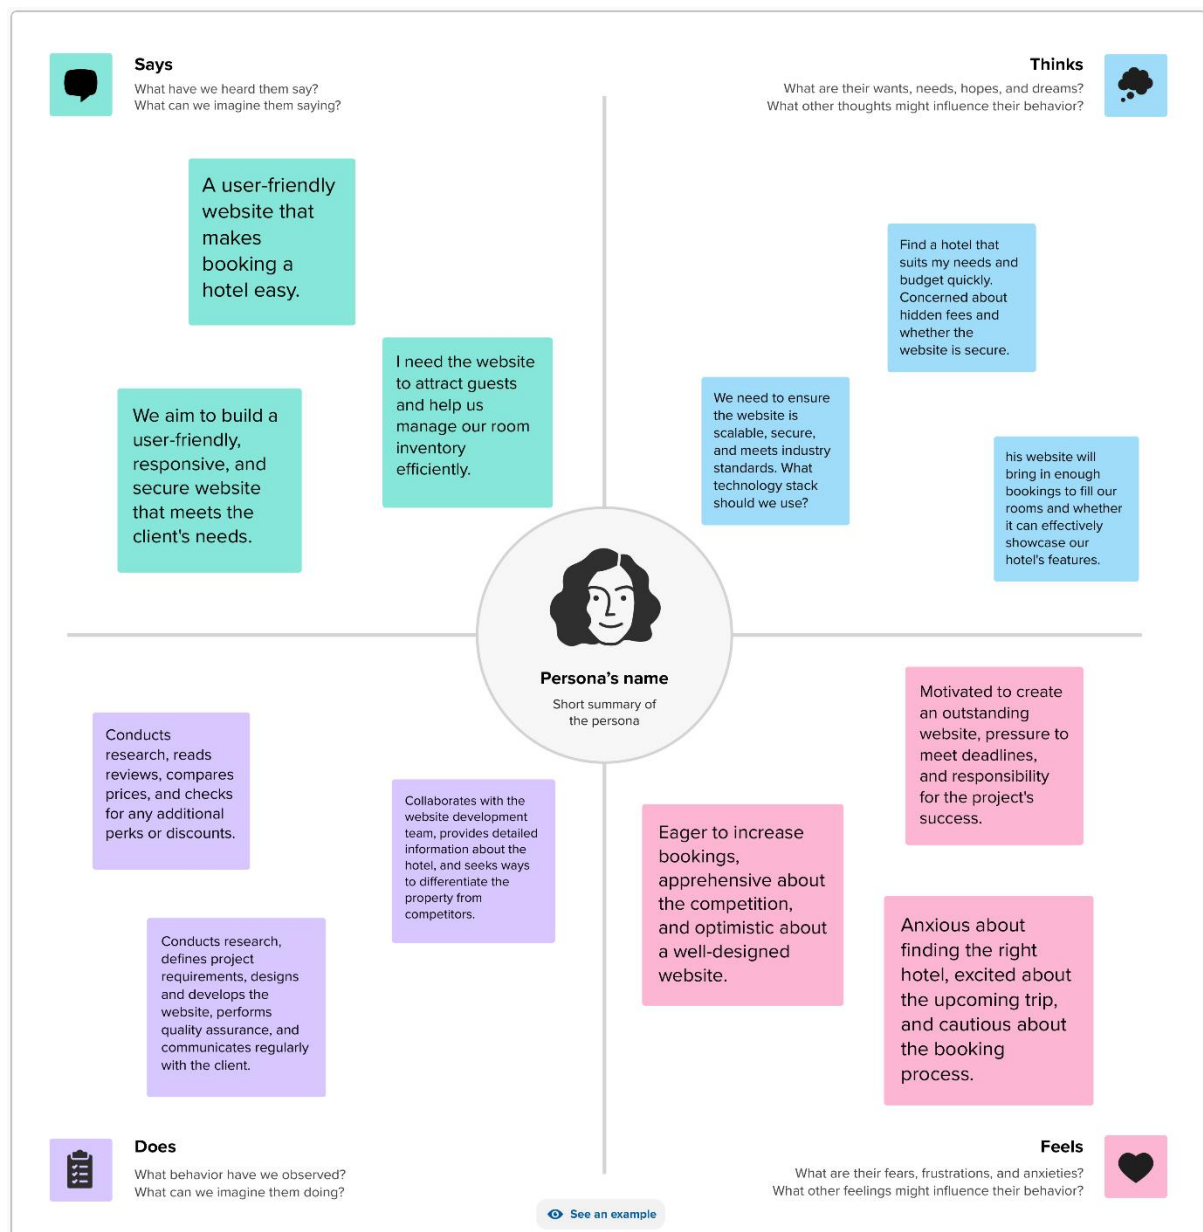 Says
What have we heard them say?
What can we imagine them saying?
Thinks
What are their wants, needs, hopes, and dreams?
What other thoughts might influence their behavior?
A user-friendly
website that
makes
booking a
hotel easy.
I need the website
to attract guests
and help us
manage our room
inventory
efficiently.
We aim to build a
user-friendly,
responsive, and
secure website
that meets the
client's needs.
Find a hotel that
suits my needs and
budget quickly.
Concerned about
hidden fees and
whether the
website is secure.
We need to ensure
the website is
scalable, secure,
and meets industry
standards. What
technology stack
should we use?
his website will
bring in enough
bookings to fill our
rooms and whether
it can effectively
showcase our
hotel's features.
Persona's name
Short summary of
the persona
Conducts
research, reads
reviews, compares
prices, and checks
for any additional
perks or discounts.
Collaborates with the
website development
team, provides detailed
information about the
hotel, and seeks ways
to differentiate the
property from
competitors.
Conducts research,
defines project
requirements, designs
and develops the
website, performs
quality assurance, and
communicates regularly
with the client.
Motivated to create
an outstanding
website, pressure to
meet deadlines,
and responsibility
for the project's
success.
Eager to increase
bookings,
apprehensive about
the competition,
and optimistic about
a well-designed
website.
Anxious about
finding the right
hotel, excited about
the upcoming trip,
and cautious about
the booking
process.
Does
What behavior have we observed?
What can we imagine them doing?
Feels
What are their fears, frustrations, and anxieties?
What other feelings might influence their behavior?
See an example